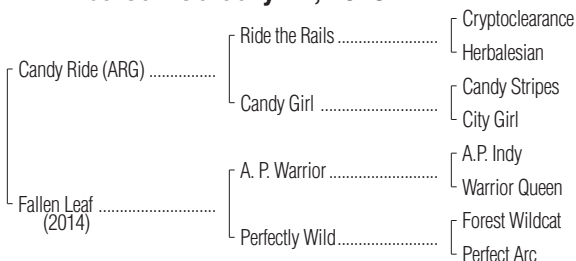 Cryptoclearance
Ride the Rails
Herbalesian
Candy Ride (ARG)
Candy Stripes
Candy Girl
City Girl
A.P. Indy
A. P. Warrior
Warrior Queen
Fallen Leaf
(2014)
Forest Wildcat
Perfectly Wild
Perfect Arc